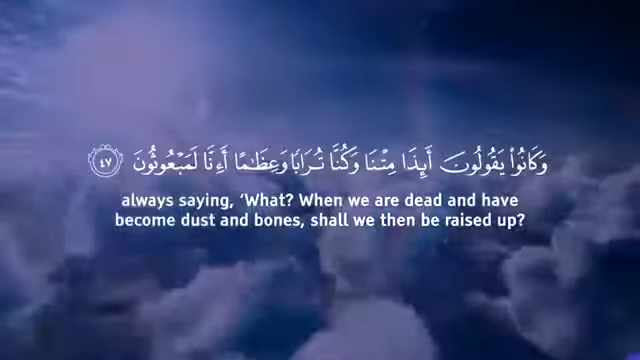 وَكَانُوا۟ يَقُولُونَ أَئِذَا مِتْنَا وَكُنَّا تُرَابًا وَعِظَـٰمًا أَءِنَّا لَمَبْعُوثُونَ ٤٧
always saying, ‘What? When we are dead and have
become dust and bones, shall we then be raised up?